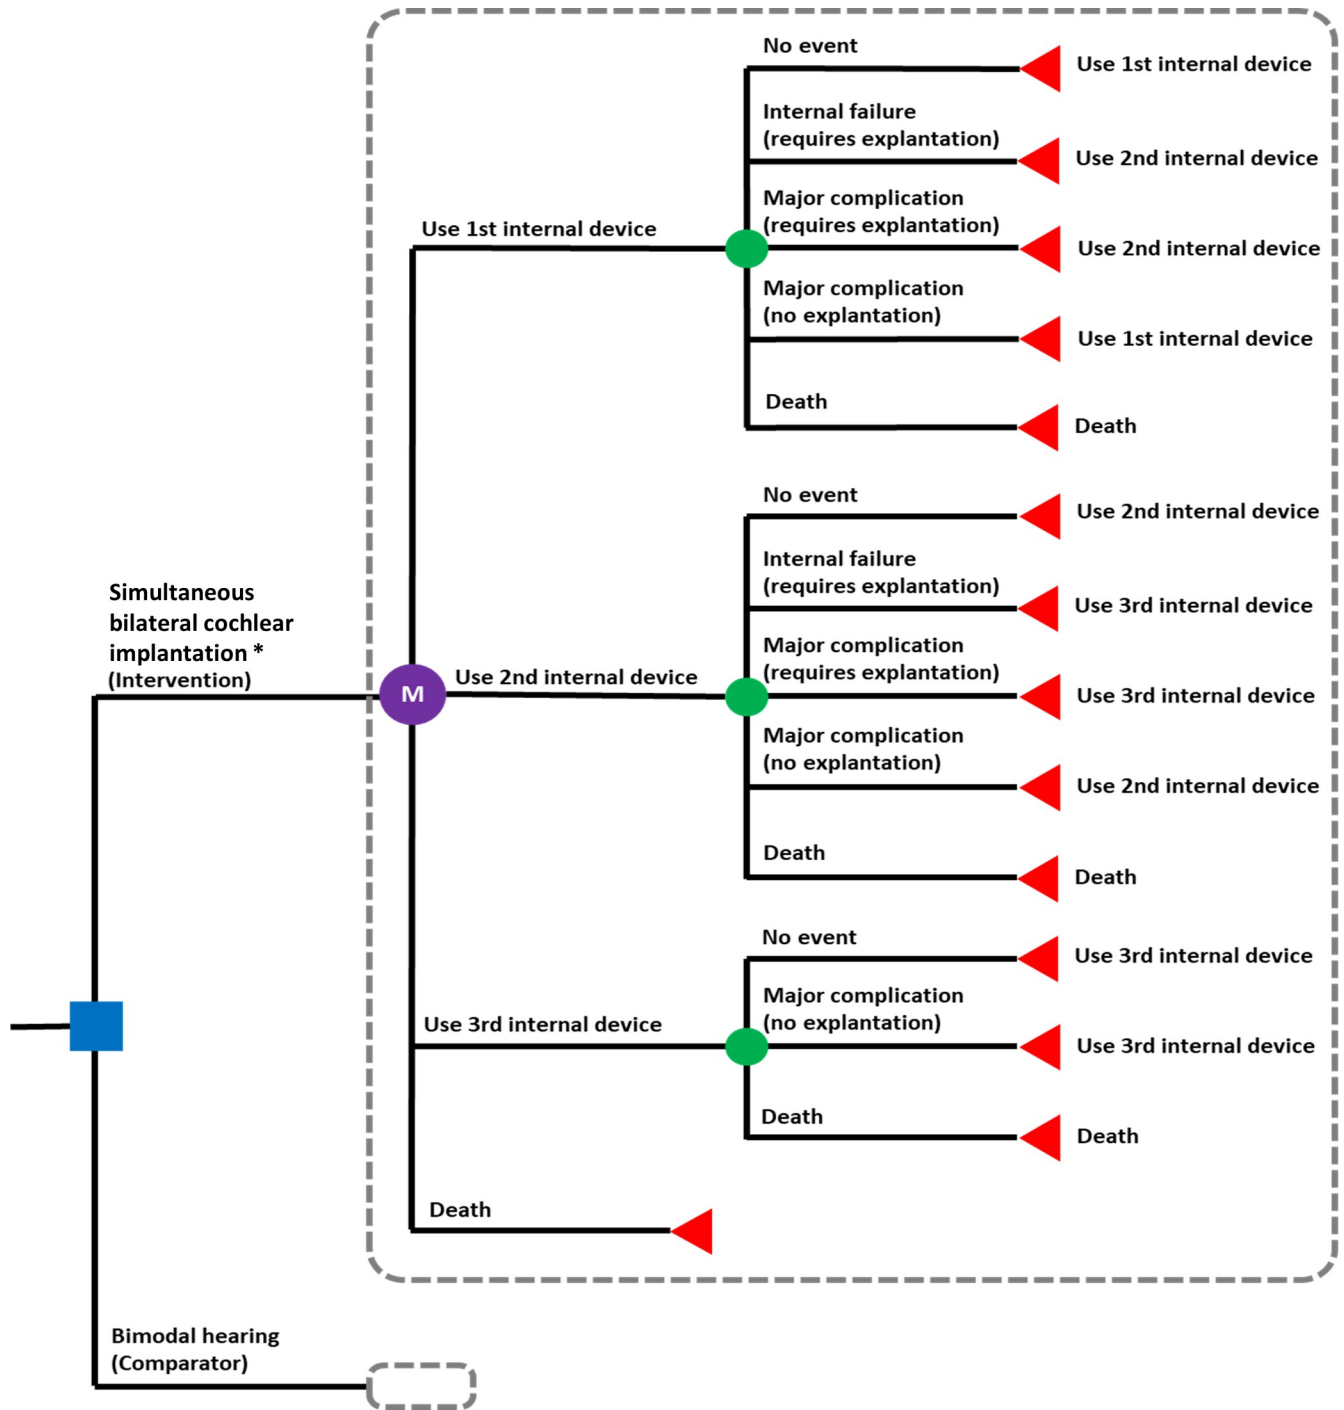 No event
Use 1st internal device
Internal failure
(requires explantation)
Use 2nd internal device
Major complication
(requires explantation)
Use 2nd internal device
Use 1st internal device
Major complication
(no explantation)
Use 1st internal device
Death
Death
No event
Use 2nd internal device
Internal failure
(requires explantation)
Use 3rd internal device
Simultaneous
bilateral cochlear
implantation *
(Intervention)
M
Use 2nd internal device
Major complication
(requires explantation)
Use 3rd internal device
Major complication
(no explantation)
Use 2nd internal device
Death
Death
No event
Use 3rd internal device
Use 3rd internal device
Major complication
(no explantation)
Use 3rd internal device
Death
Death
Death
Bimodal hearing
(Comparator)